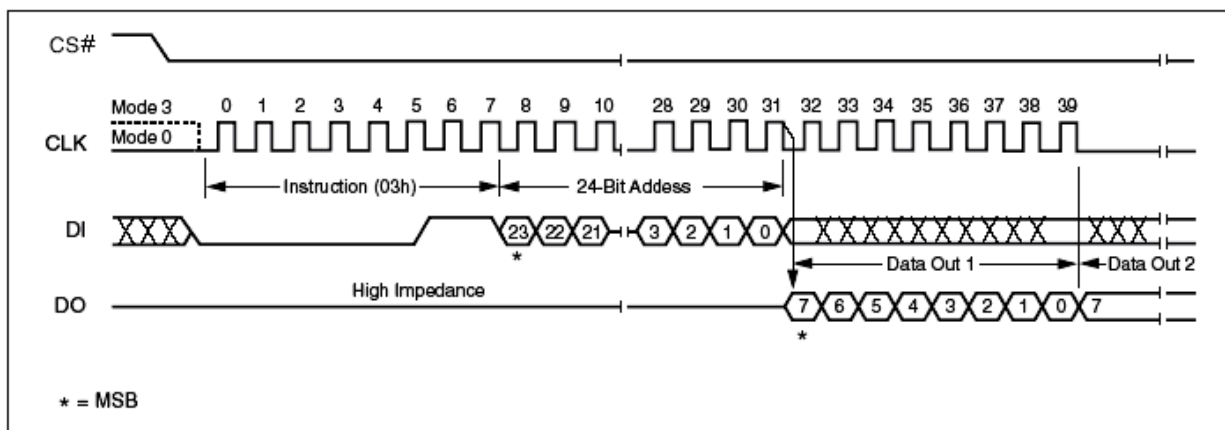 CS#
Mode 3 0 1 2 3 4 5 6 7 8 9 10 28 29 30 31 32 33 34 35 36 37 38 39
Mode 0
CLK
Instruction (03h) 24-Bit Addess
DI 23 22 21 3 2 1 0
* Data Out 1 Data Out 2
High Impedance
DO 7 6 5 4 3 2 1 0 7
*
* = MSB